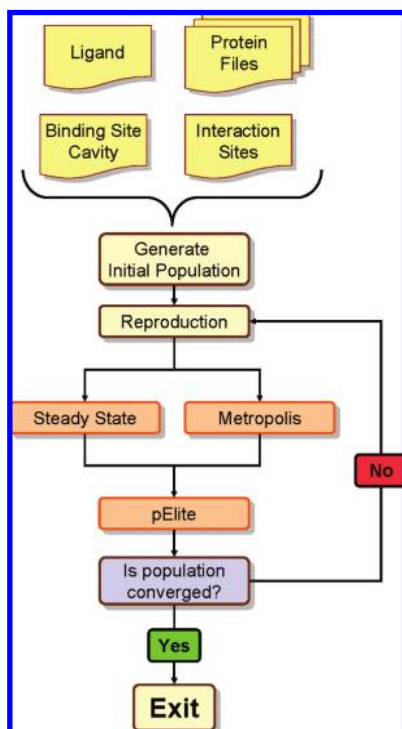 Ligand
Protein
Files
Binding Site
Cavity
Interaction
Sites
Generate
Initial Population
Reproduction
Steady State
Metropolis
No
pElite
Is population
converged?
Yes
Exit